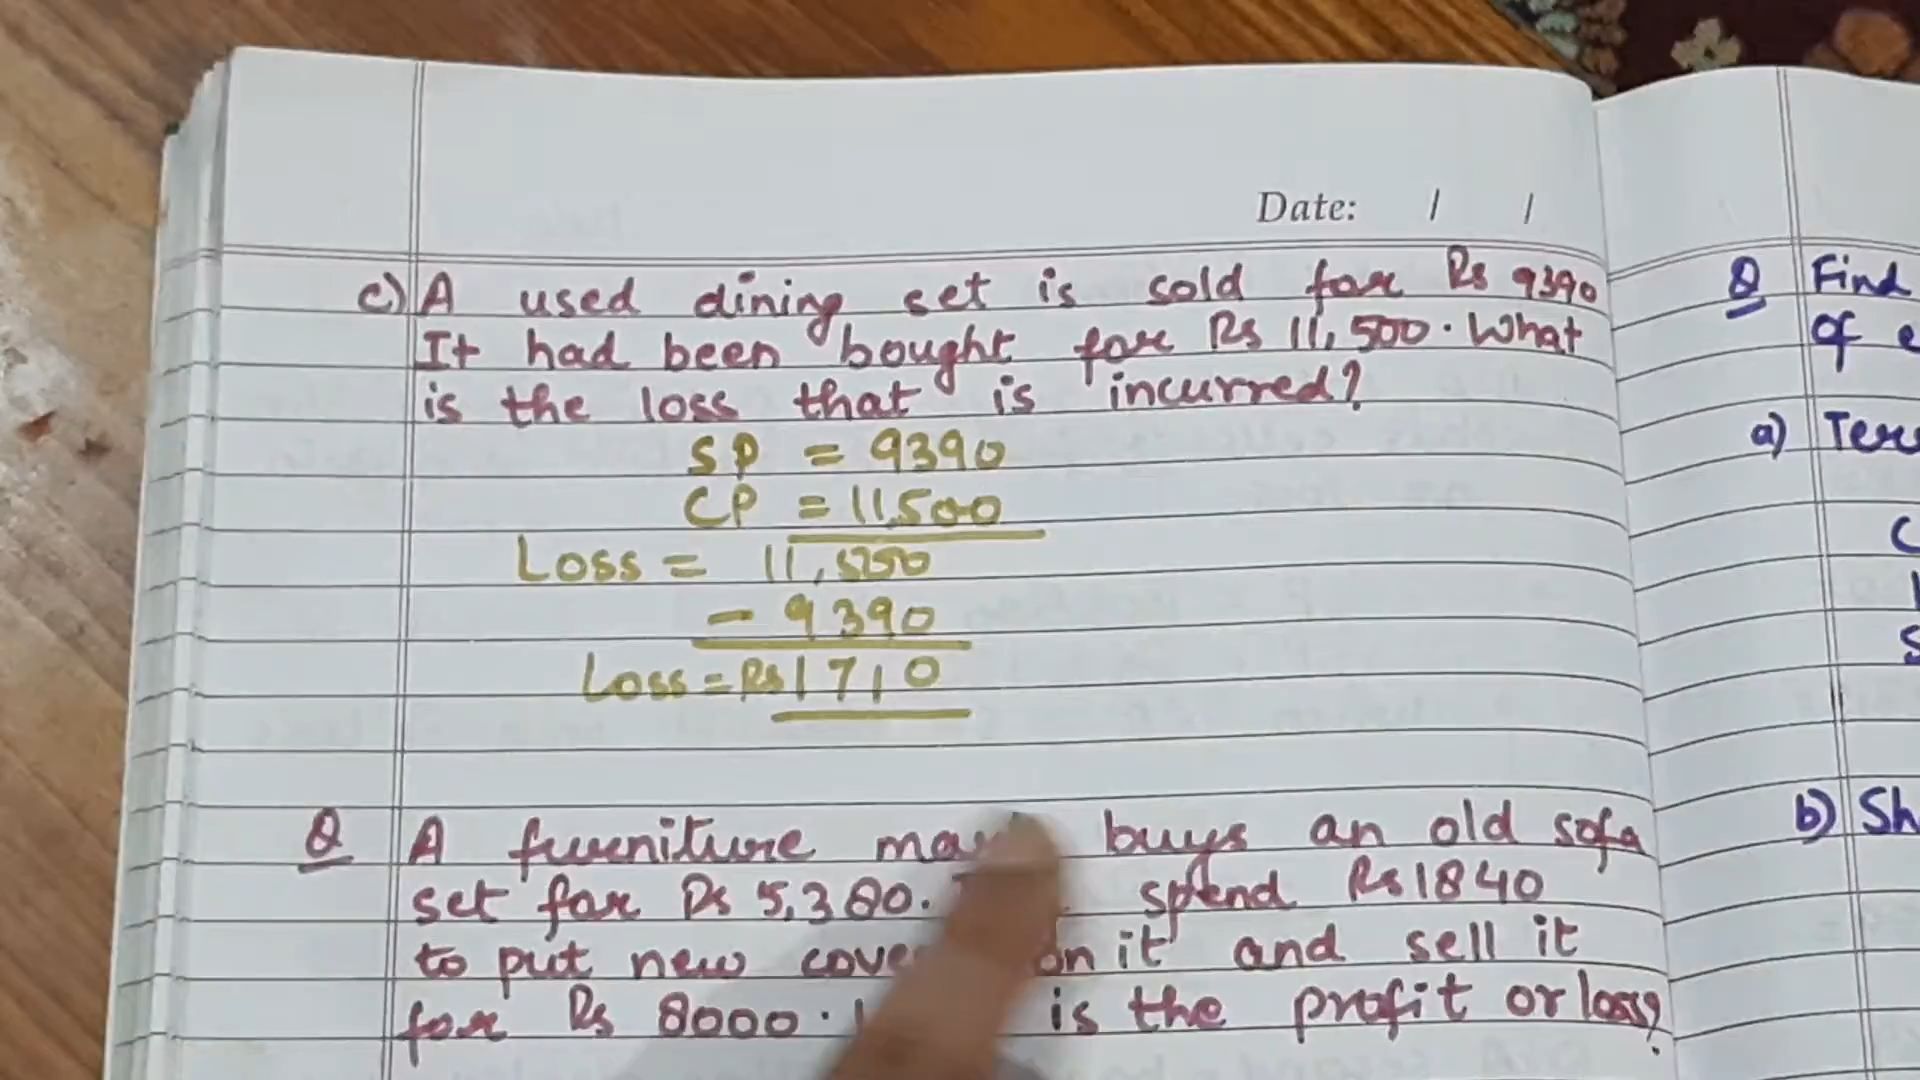 Date: / /
c) A used dining set is sold for Rs 9390
It had been bought for Rs 11,500. What
is the loss that is incurred?
SP = 9390
CP = 11,500
Loss = 11,500
- 9390
Loss = Rs 1710
Q A furniture buys an old sofa
set for Rs 5,380. spend Rs 1840
to put new on it and sell it
for Rs 8000. is the profit or loss?
Q Find
of
a)
b) Sh